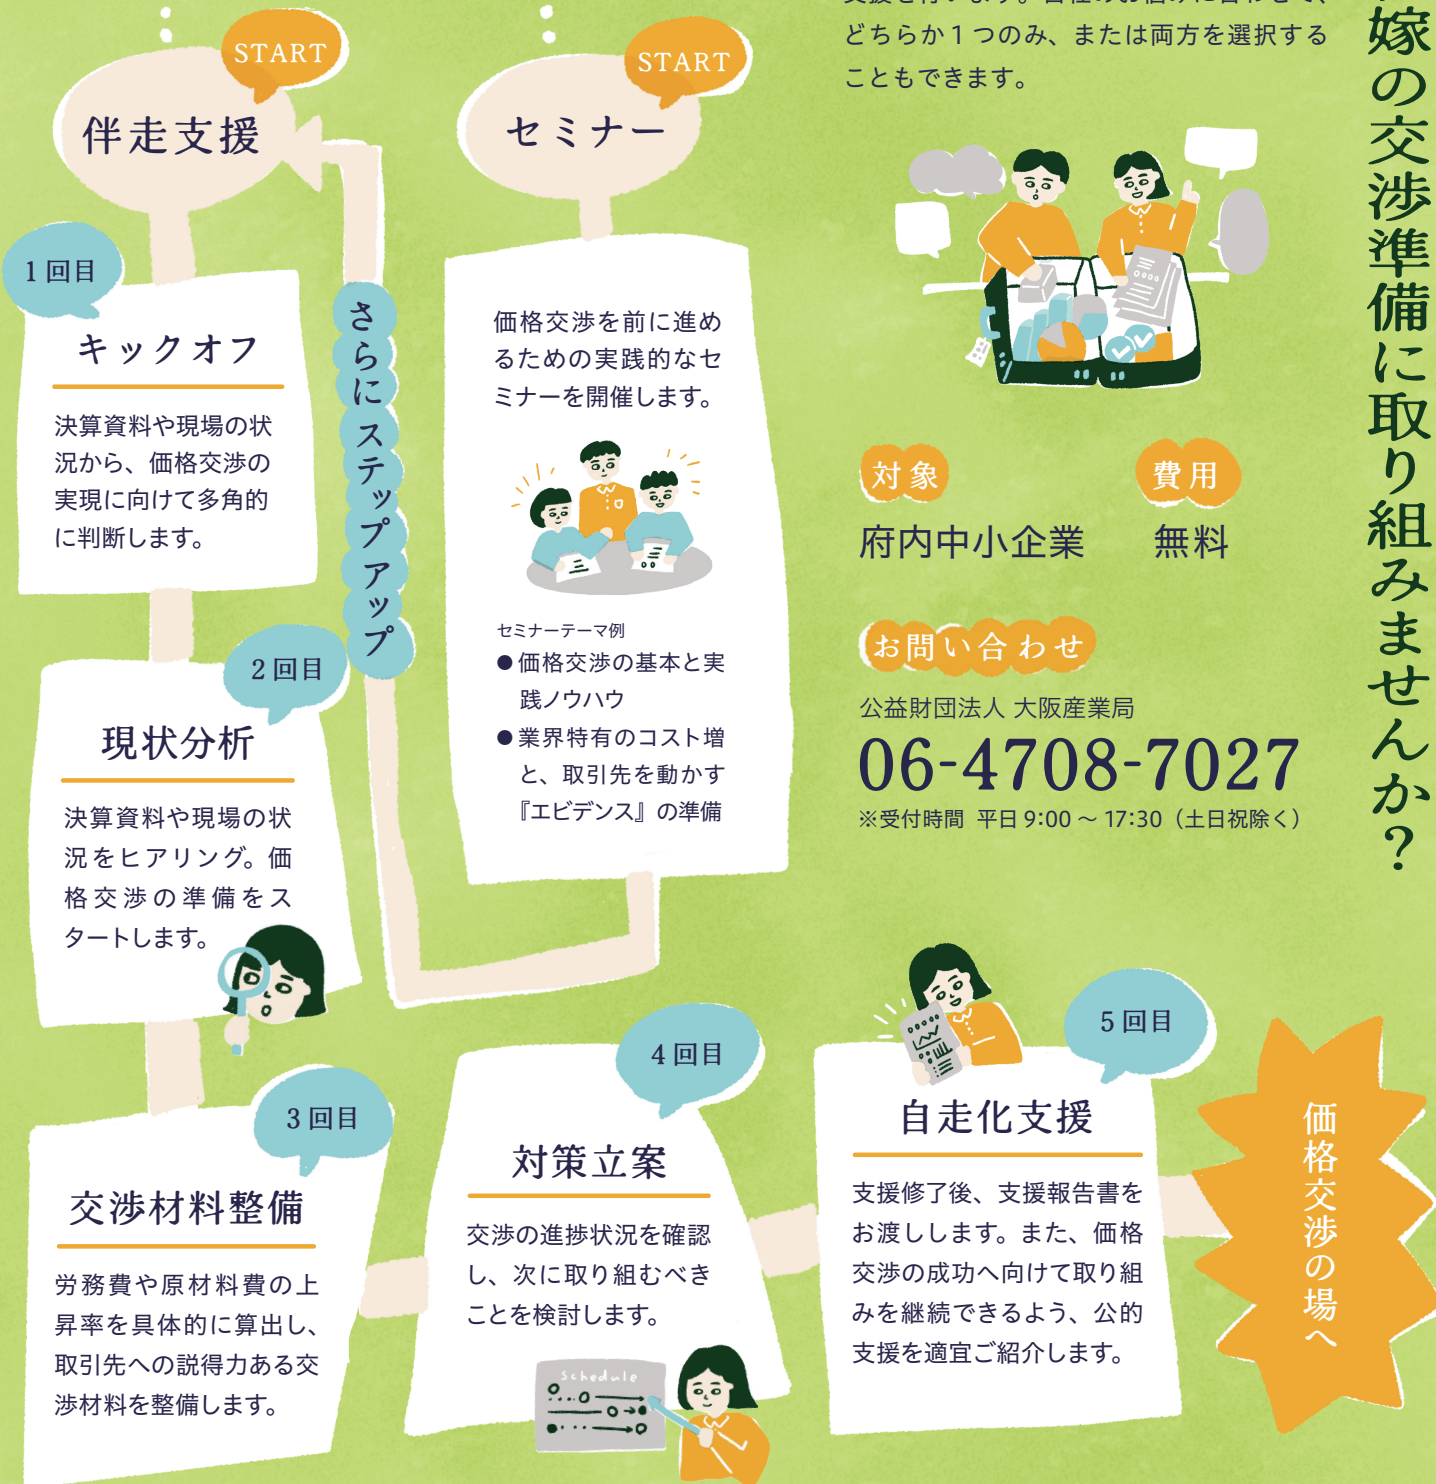 嫁の交渉準備に取り組みませんか？
どちらか１つのみ、または両方を選択する
こともできます。
START
伴走支援
START
セミナー
さらにステップアップ
1回目
キックオフ
決算資料や現場の状
況から、価格交渉の
実現に向けて多角的
に判断します。
2回目
現状分析
決算資料や現場の状
況をヒアリング。価
格交渉の準備をス
タートします。
3回目
交渉材料整備
労務費や原材料費の上
昇率を具体的に算出し、
取引先への説得力ある交
渉材料を整備します。
4回目
対策立案
交渉の進捗状況を確認
し、次に取り組むべき
ことを検討します。
Schedule
5回目
自走化支援
支援修了後、支援報告書を
お渡しします。また、価格
交渉の成功へ向けて取り組
みを継続できるよう、公的
支援を適宜ご紹介します。
価格交渉の場へ
価格交渉を前に進め
るための実践的なセ
ミナーを開催します。
セミナーテーマ例
●価格交渉の基本と実
践ノウハウ
●業界特有のコスト増
と、取引先を動かす
『エビデンス』の準備
対象
府内中小企業
費用
無料
お問い合わせ
公益財団法人 大阪産業局
06-4708-7027
※受付時間 平日9:00～17:30（土日祝除く）